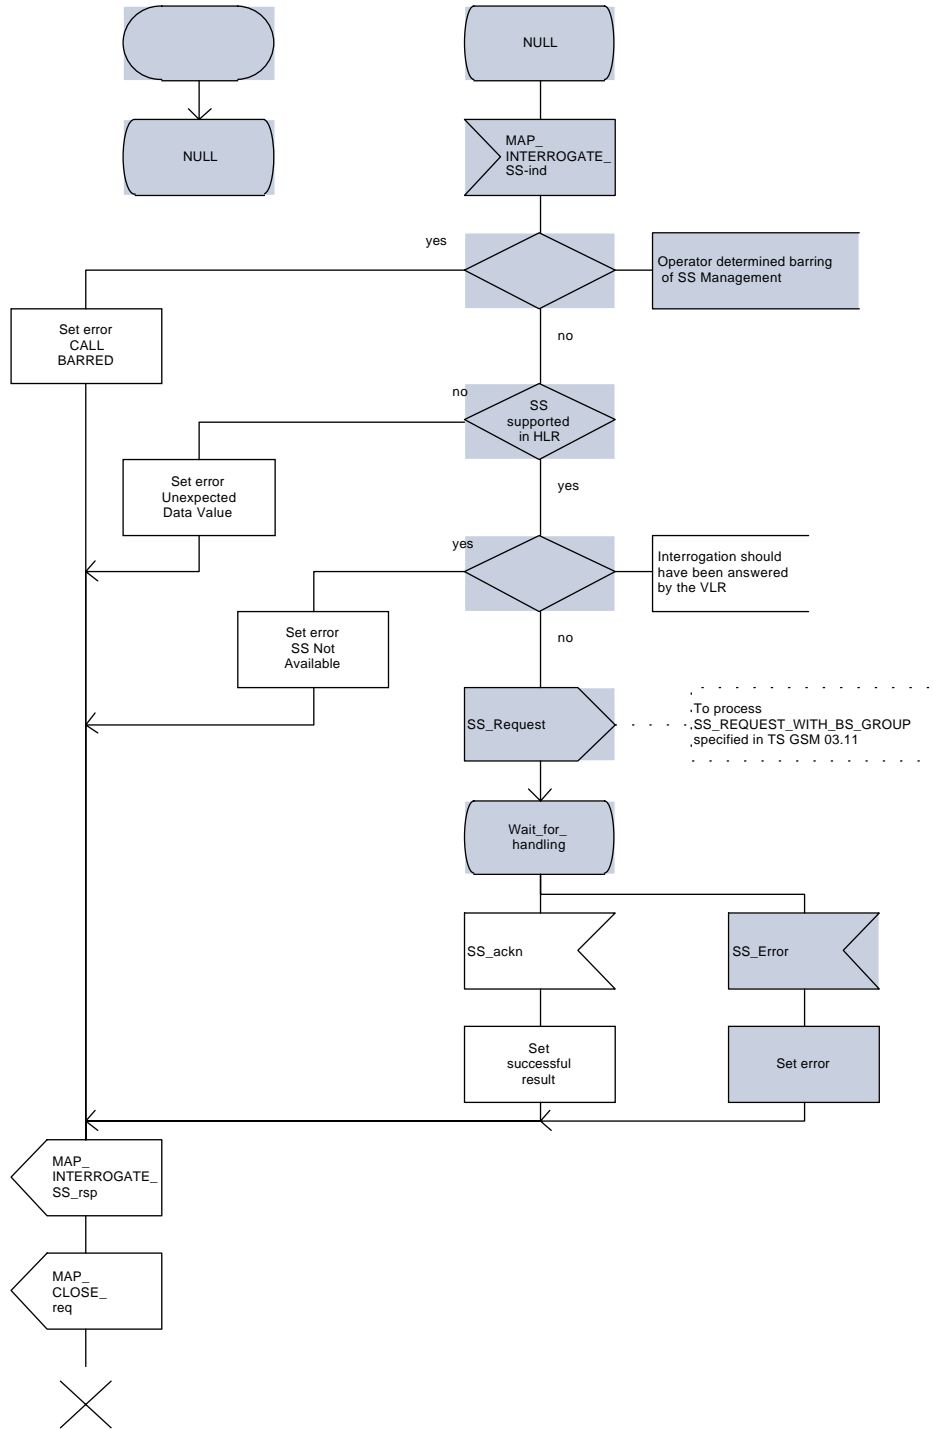 NULL
NULL
MAP_
INTERROGATE_
SS-ind
yes
Operator determined barring
of SS Management
Set error
CALL
BARRED
no
no
SS
supported
in HLR
Set error
Unexpected
Data Value
yes
yes
Interrogation should
have been answered
by the VLR
Set error
SS Not
Available
no
SS_Request
To process
SS_REQUEST_WITH_BS_GROUP
specified in TS GSM 03.11
Wait_for_
handling
SS_ackn
SS_Error
Set
successful
result
Set error
MAP_
INTERROGATE_
SS_rsp
MAP_
CLOSE_
req